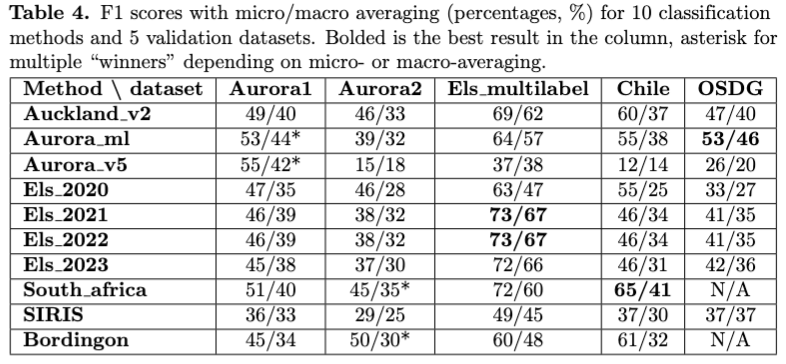 Table 4. F1 scores with micro/macro averaging (percentages, %) for 10 classification
methods and 5 validation datasets. Bolded is the best result in the column, asterisk for
multiple “winners” depending on micro- or macro-averaging.
Method \ dataset Aurora1 Aurora2 Els_multilabel Chile OSDG
Auckland_v2 49/40 46/33 69/62 60/37 47/40
Aurora_ml 53/44* 39/32 64/57 55/38 53/46
Aurora_v5 55/42* 15/18 37/38 12/14 26/20
Els_2020 47/35 46/28 63/47 55/25 33/27
Els_2021 46/39 38/32 73/67 46/34 41/35
Els_2022 46/39 38/32 73/67 46/34 41/35
Els_2023 45/38 37/30 72/66 46/31 42/36
South_africa 51/40 45/35* 72/60 65/41 N/A
SIRIS 36/33 29/25 49/45 37/30 37/37
Bordingon 45/34 50/30* 60/48 61/32 N/A